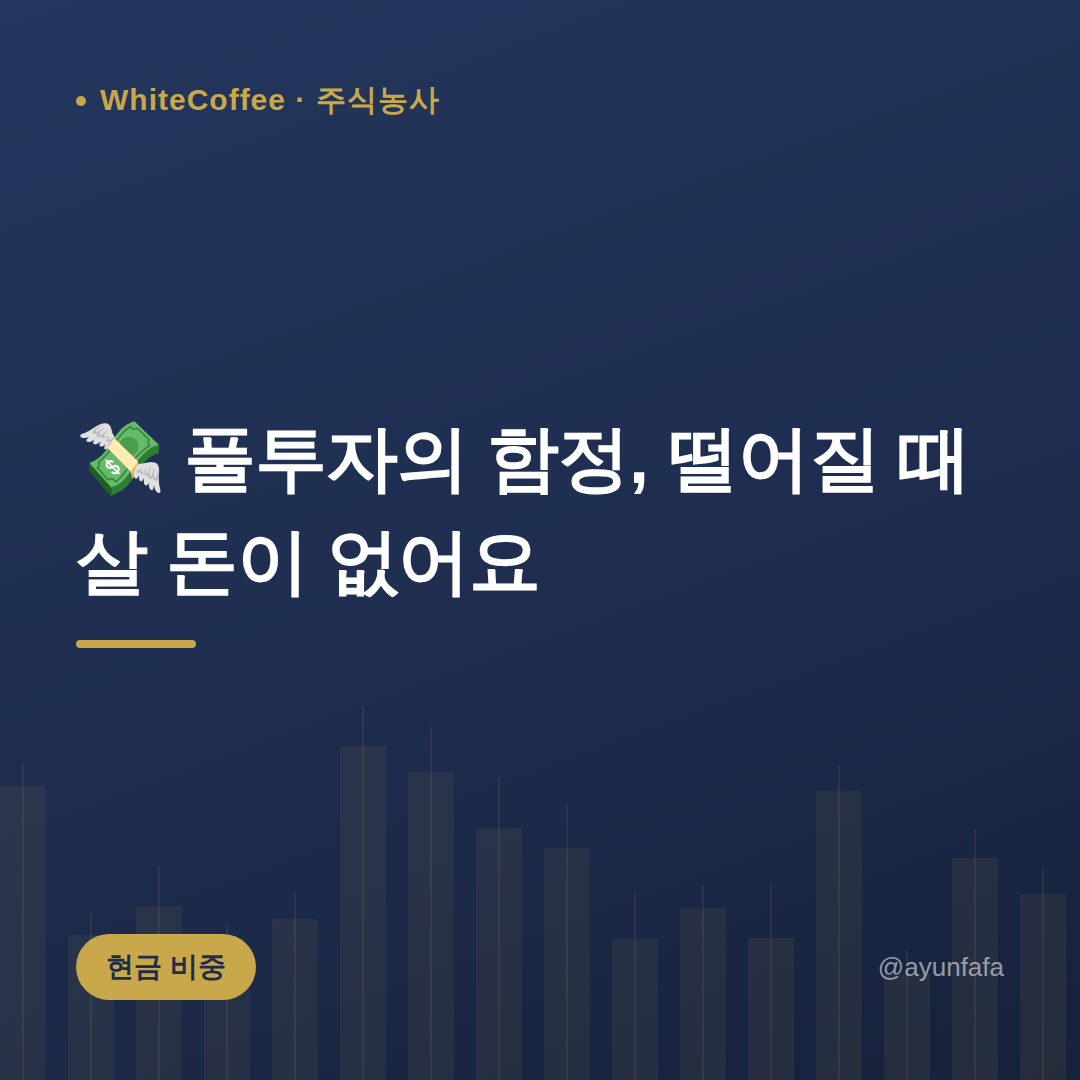 WhiteCoffee · 주식농사
💸 풀투자의 함정, 떨어질 때
살 돈이 없어요
현금 비중
@ayunfafa